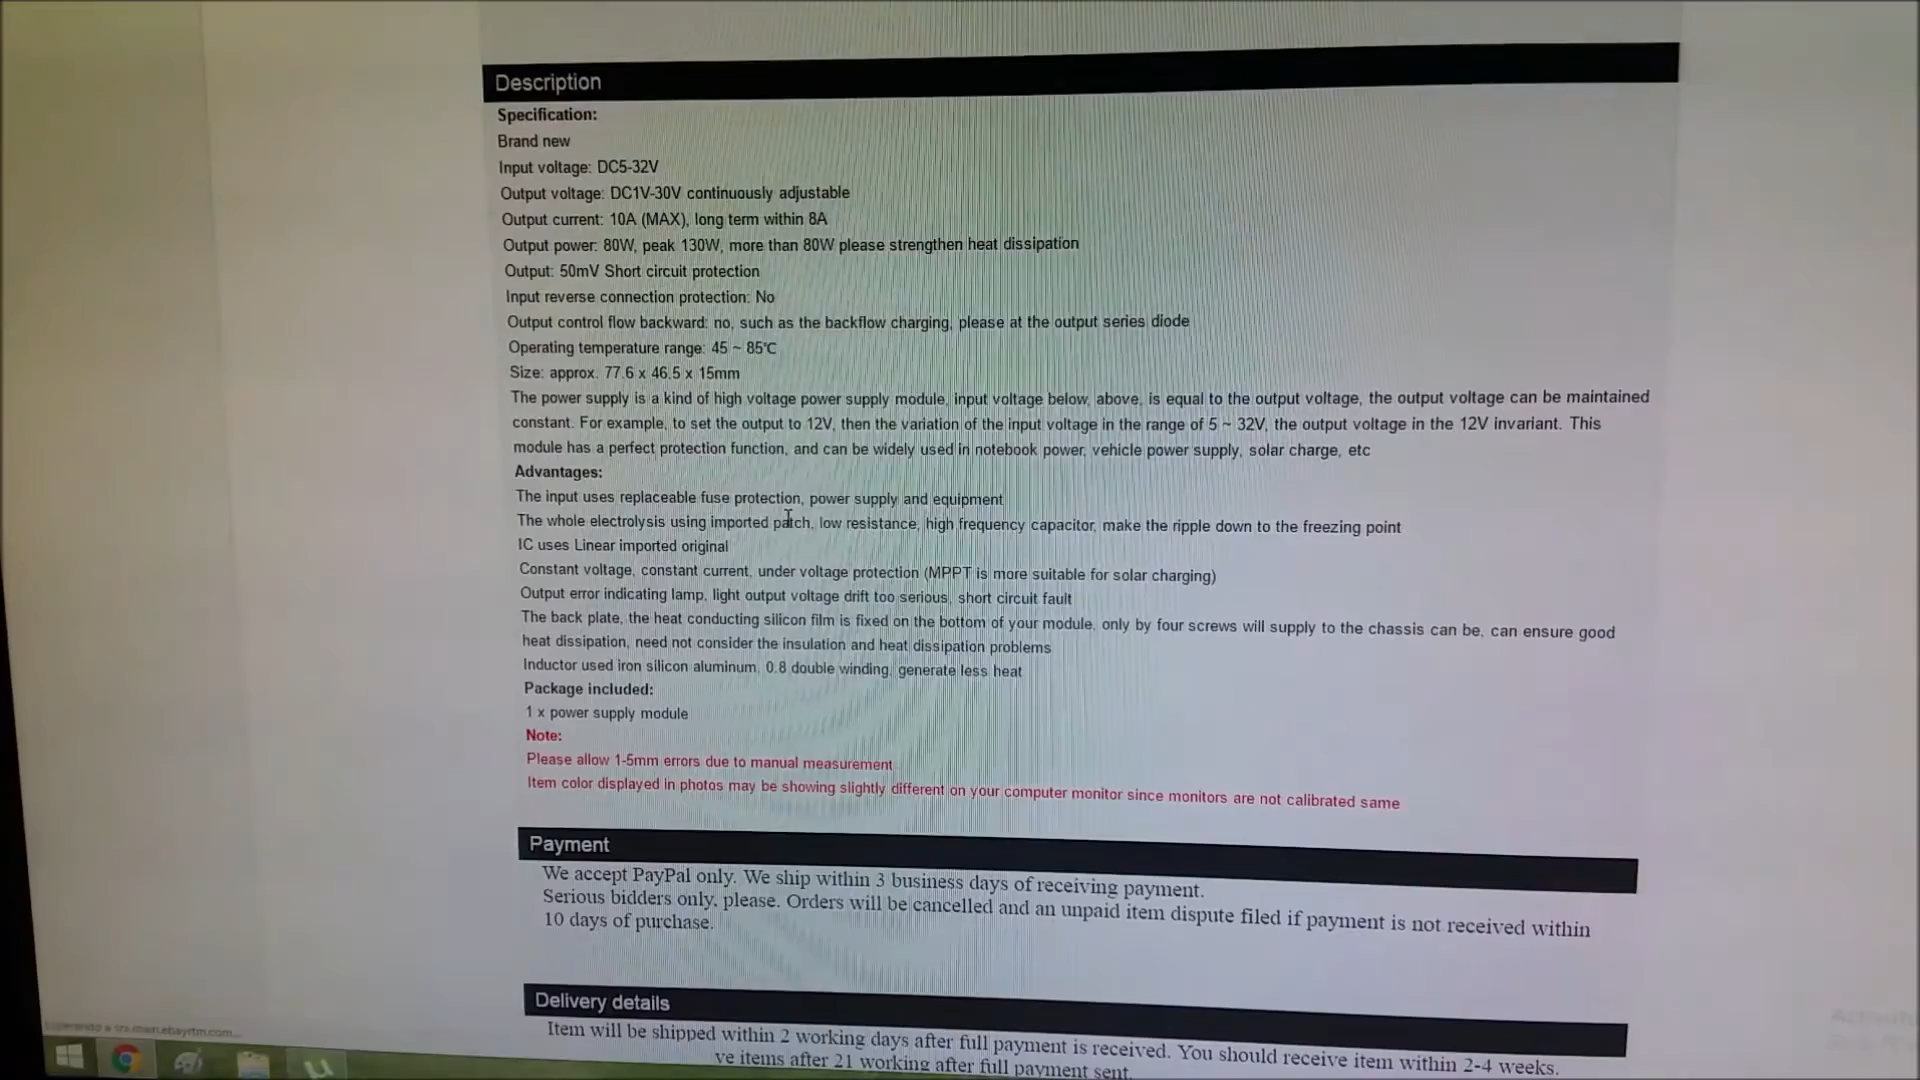 Description
Specification:
Brand new
Input voltage: DC5-32V
Output voltage: DC1V-30V continuously adjustable
Output current: 10A (MAX), long term within 8A
Output power: 80W, peak 130W, more than 80W please strengthen heat dissipation
Output: 50mV Short circuit protection
Input reverse connection protection: No
Output control flow backward: no, such as the backflow charging, please at the output series diode
Operating temperature range: 45 ~ 85℃
Size: approx. 77.6 x 46.5 x 15mm
The power supply is a kind of high voltage power supply module, input voltage below, above, is equal to the output voltage, the output voltage can be maintained
constant. For example, to set the output to 12V, then the variation of the input voltage in the range of 5 ~ 32V, the output voltage in the 12V invariant. This
module has a perfect protection function, and can be widely used in notebook power, vehicle power supply, solar charge, etc
Advantages:
The input uses replaceable fuse protection, power supply and equipment
The whole electrolysis using imported patch, low resistance, high frequency capacitor, make the ripple down to the freezing point
IC uses Linear imported original
Constant voltage, constant current, under voltage protection (MPPT is more suitable for solar charging)
Output error indicating lamp, light output voltage drift too serious, short circuit fault
The back plate, the heat conducting silicon film is fixed on the bottom of your module, only by four screws will supply to the chassis can be, can ensure good
heat dissipation, need not consider the insulation and heat dissipation problems
Inductor used iron silicon aluminum, 0.8 double winding, generate less heat
Package included:
1 x power supply module
Note:
Please allow 1-5mm errors due to manual measurement
Item color displayed in photos may be showing slightly different on your computer monitor since monitors are not calibrated same
Payment
We accept PayPal only. We ship within 3 business days of receiving payment.
Serious bidders only, please. Orders will be cancelled and an unpaid item dispute filed if payment is not received within
10 days of purchase.
Delivery details
Item will be shipped within 2 working days after full payment is received. You should receive item within 2-4 weeks.
ve items after 21 working after full payment sent.